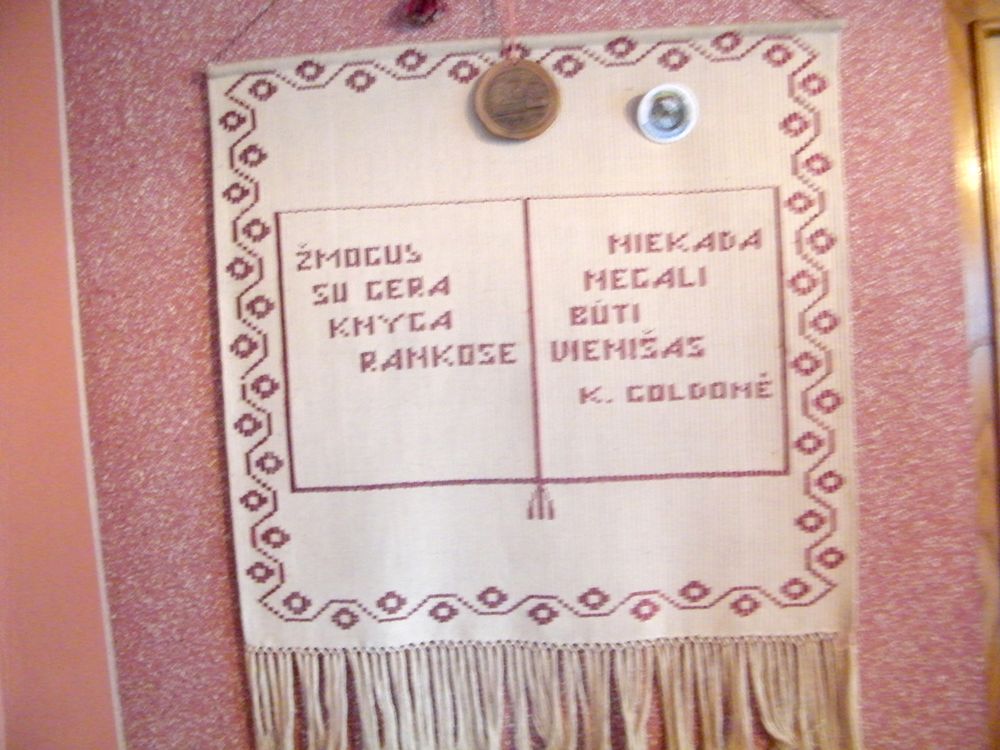 ŽMOGUS
SU GERA
KNYGA
RANKOSE
NIEKADA
NEGALI
BŪTI
VIENIŠAS
K. GOLDONĖ